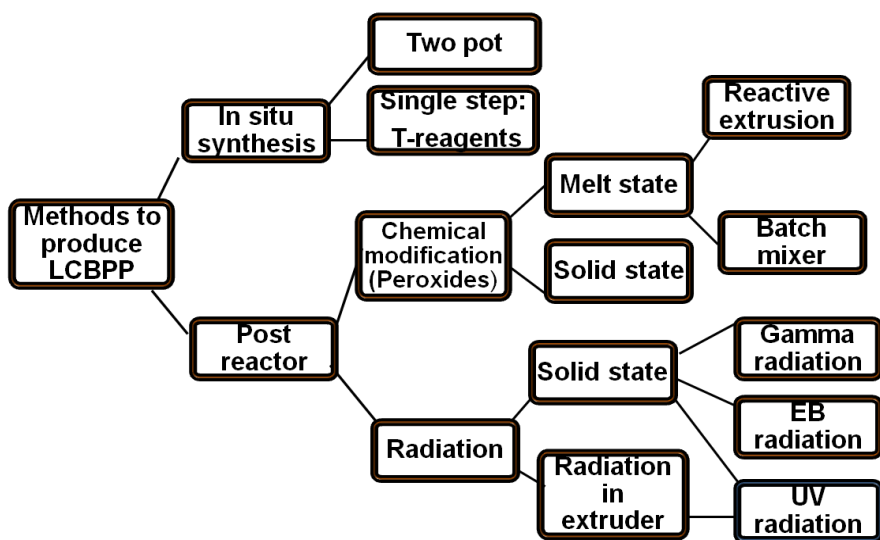 Two pot
Single step:
T-reagents
In situ
synthesis
Reactive
extrusion
Melt state
Batch
mixer
Methods to
produce
LCBPP
Chemical
modification
(Peroxides)
Solid state
Post
reactor
Gamma
radiation
Solid state
EB
radiation
Radiation
Radiation
in
extruder
UV
radiation